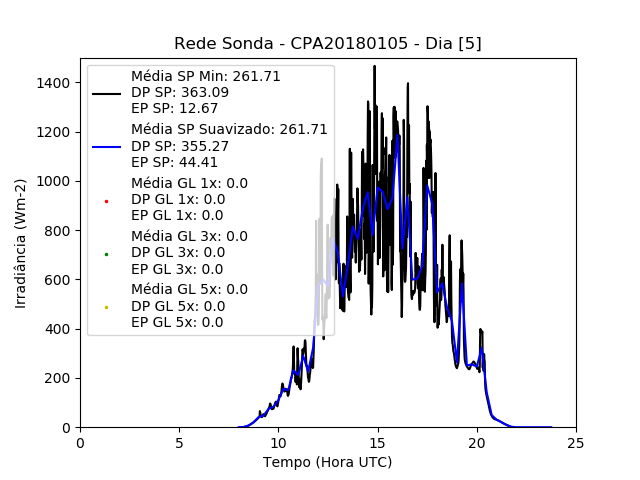 Rede Sonda - CPA20180105 - Dia [5]
Média SP Min: 261.71
DP SP: 363.09
EP SP: 12.67
Média SP Suavizado: 261.71
DP SP: 355.27
EP SP: 44.41
Média GL 1x: 0.0
DP GL 1x: 0.0
EP GL 1x: 0.0
Média GL 3x: 0.0
DP GL 3x: 0.0
EP GL 3x: 0.0
Média GL 5x: 0.0
DP GL 5x: 0.0
EP GL 5x: 0.0
Irradiância (Wm-2)
1400
1200
1000
800
600
400
200
0
0 5 10 15 20 25
Tempo (Hora UTC)